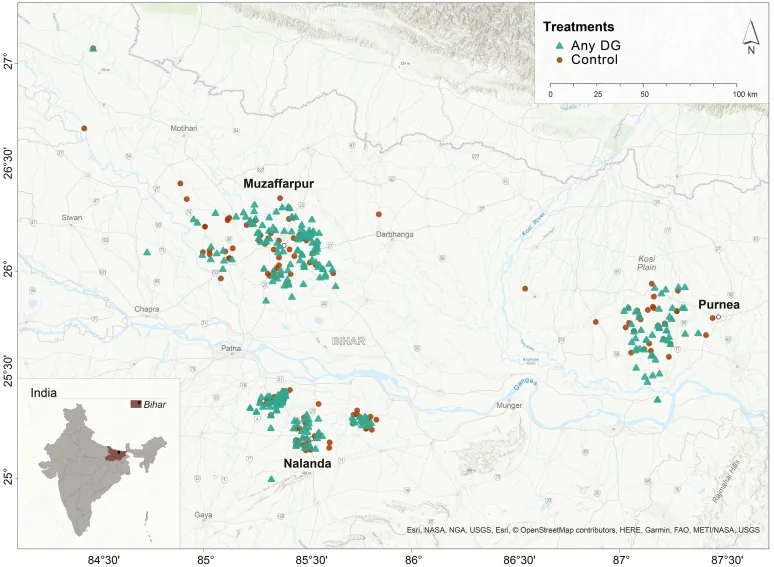 Treatments
Any DG
Control
N
0 25 50 100 km
27°
26°30'
26°
25°30'
25°
Motihari
Muzaffarpur
Siwan
Darbhanga
Kosi River
Kosi
Plain
Purnea
Chapra
Patna
BIHAR
Ganges
Munger
India
Bihar
Nalanda
Gaya
Rajmahal Hills
Esri, NASA, NGA, USGS, Esri, © OpenStreetMap contributors, HERE, Garmin, FAO, METI/NASA, USGS
84°30' 85° 85°30' 86° 86°30' 87° 87°30'